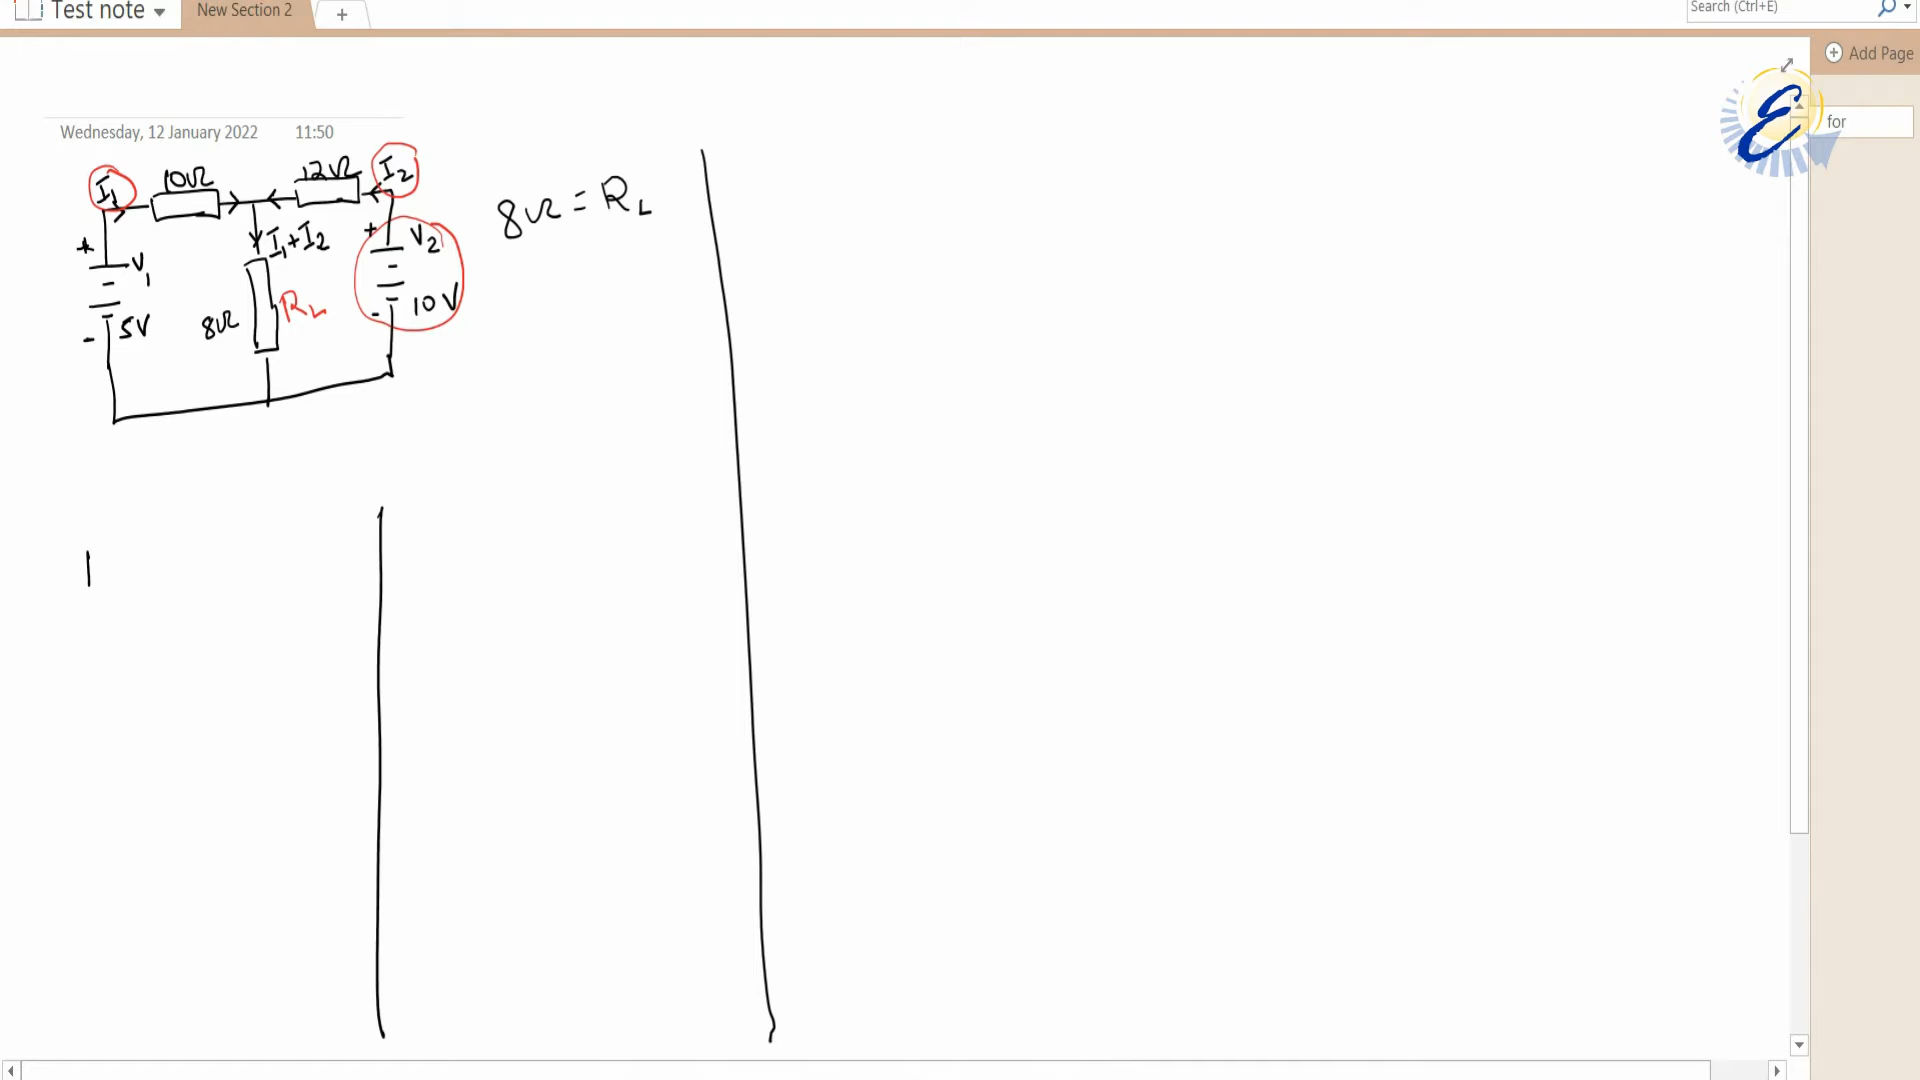 Test note
New Section 2
+
Search (Ctrl+E)
Add Page
for
E
Wednesday, 12 January 2022 11:50
I1 10Ω 12Ω I2
8Ω = RL
+ V1
I1+I2
+ V2
- 5V
8Ω RL
- 10V